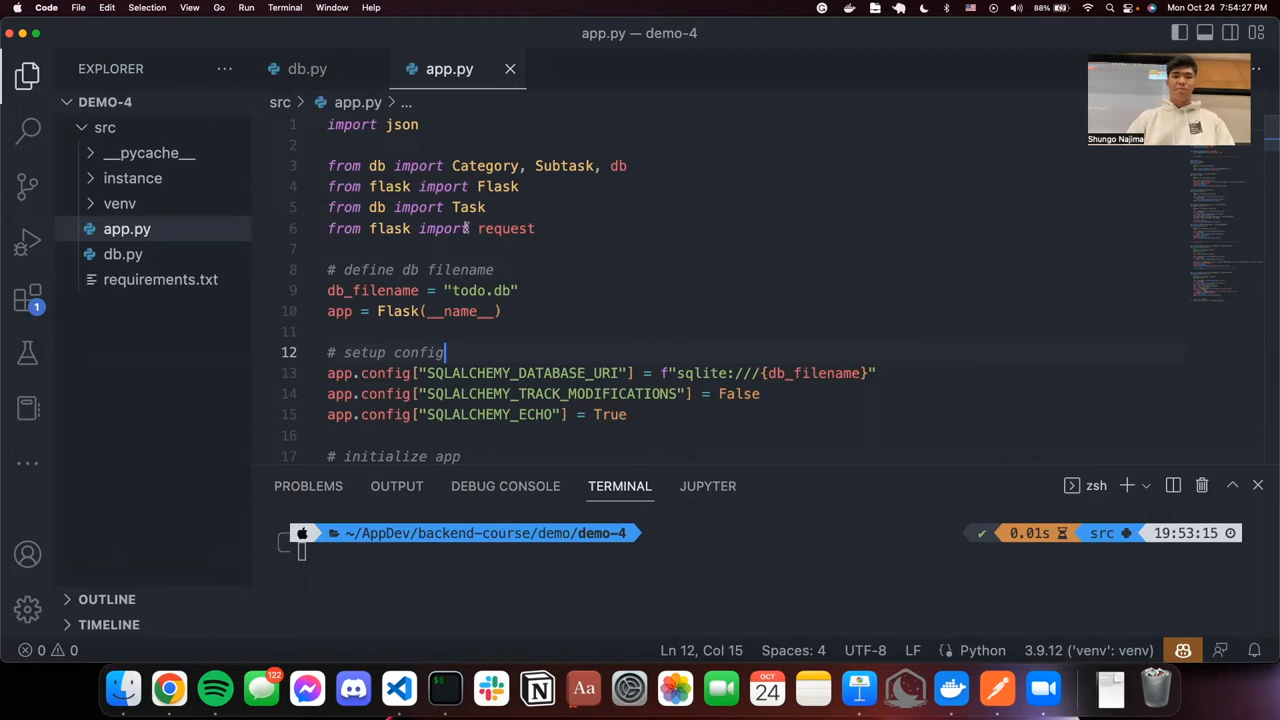 Code File Edit Selection View Go Run Terminal Window Help
88% Mon Oct 24 7:54:27 PM
app.py — demo-4
EXPLORER
db.py
app.py
DEMO-4
src
__pycache__
instance
venv
app.py
db.py
requirements.txt
1
OUTLINE
TIMELINE
src > app.py > ...
1 import json
2
3 from db import Category, Subtask, db
4 from flask import Flask
5 from db import Task
6 from flask import request
7
8 # define db filename
9 db_filename = "todo.db"
10 app = Flask(__name__)
11
12 # setup config
13 app.config["SQLALCHEMY_DATABASE_URI"] = f"sqlite:///{db_filename}"
14 app.config["SQLALCHEMY_TRACK_MODIFICATIONS"] = False
15 app.config["SQLALCHEMY_ECHO"] = True
16
17 # initialize app
Shungo Najima
PROBLEMS OUTPUT DEBUG CONSOLE TERMINAL JUPYTER
zsh
~/AppDev/backend-course/demo/demo-4
✔ 0.01s src 19:53:15
0 0
Ln 12, Col 15 Spaces: 4 UTF-8 LF Python 3.9.12 ('venv': venv)
122
Aa
OCT
24